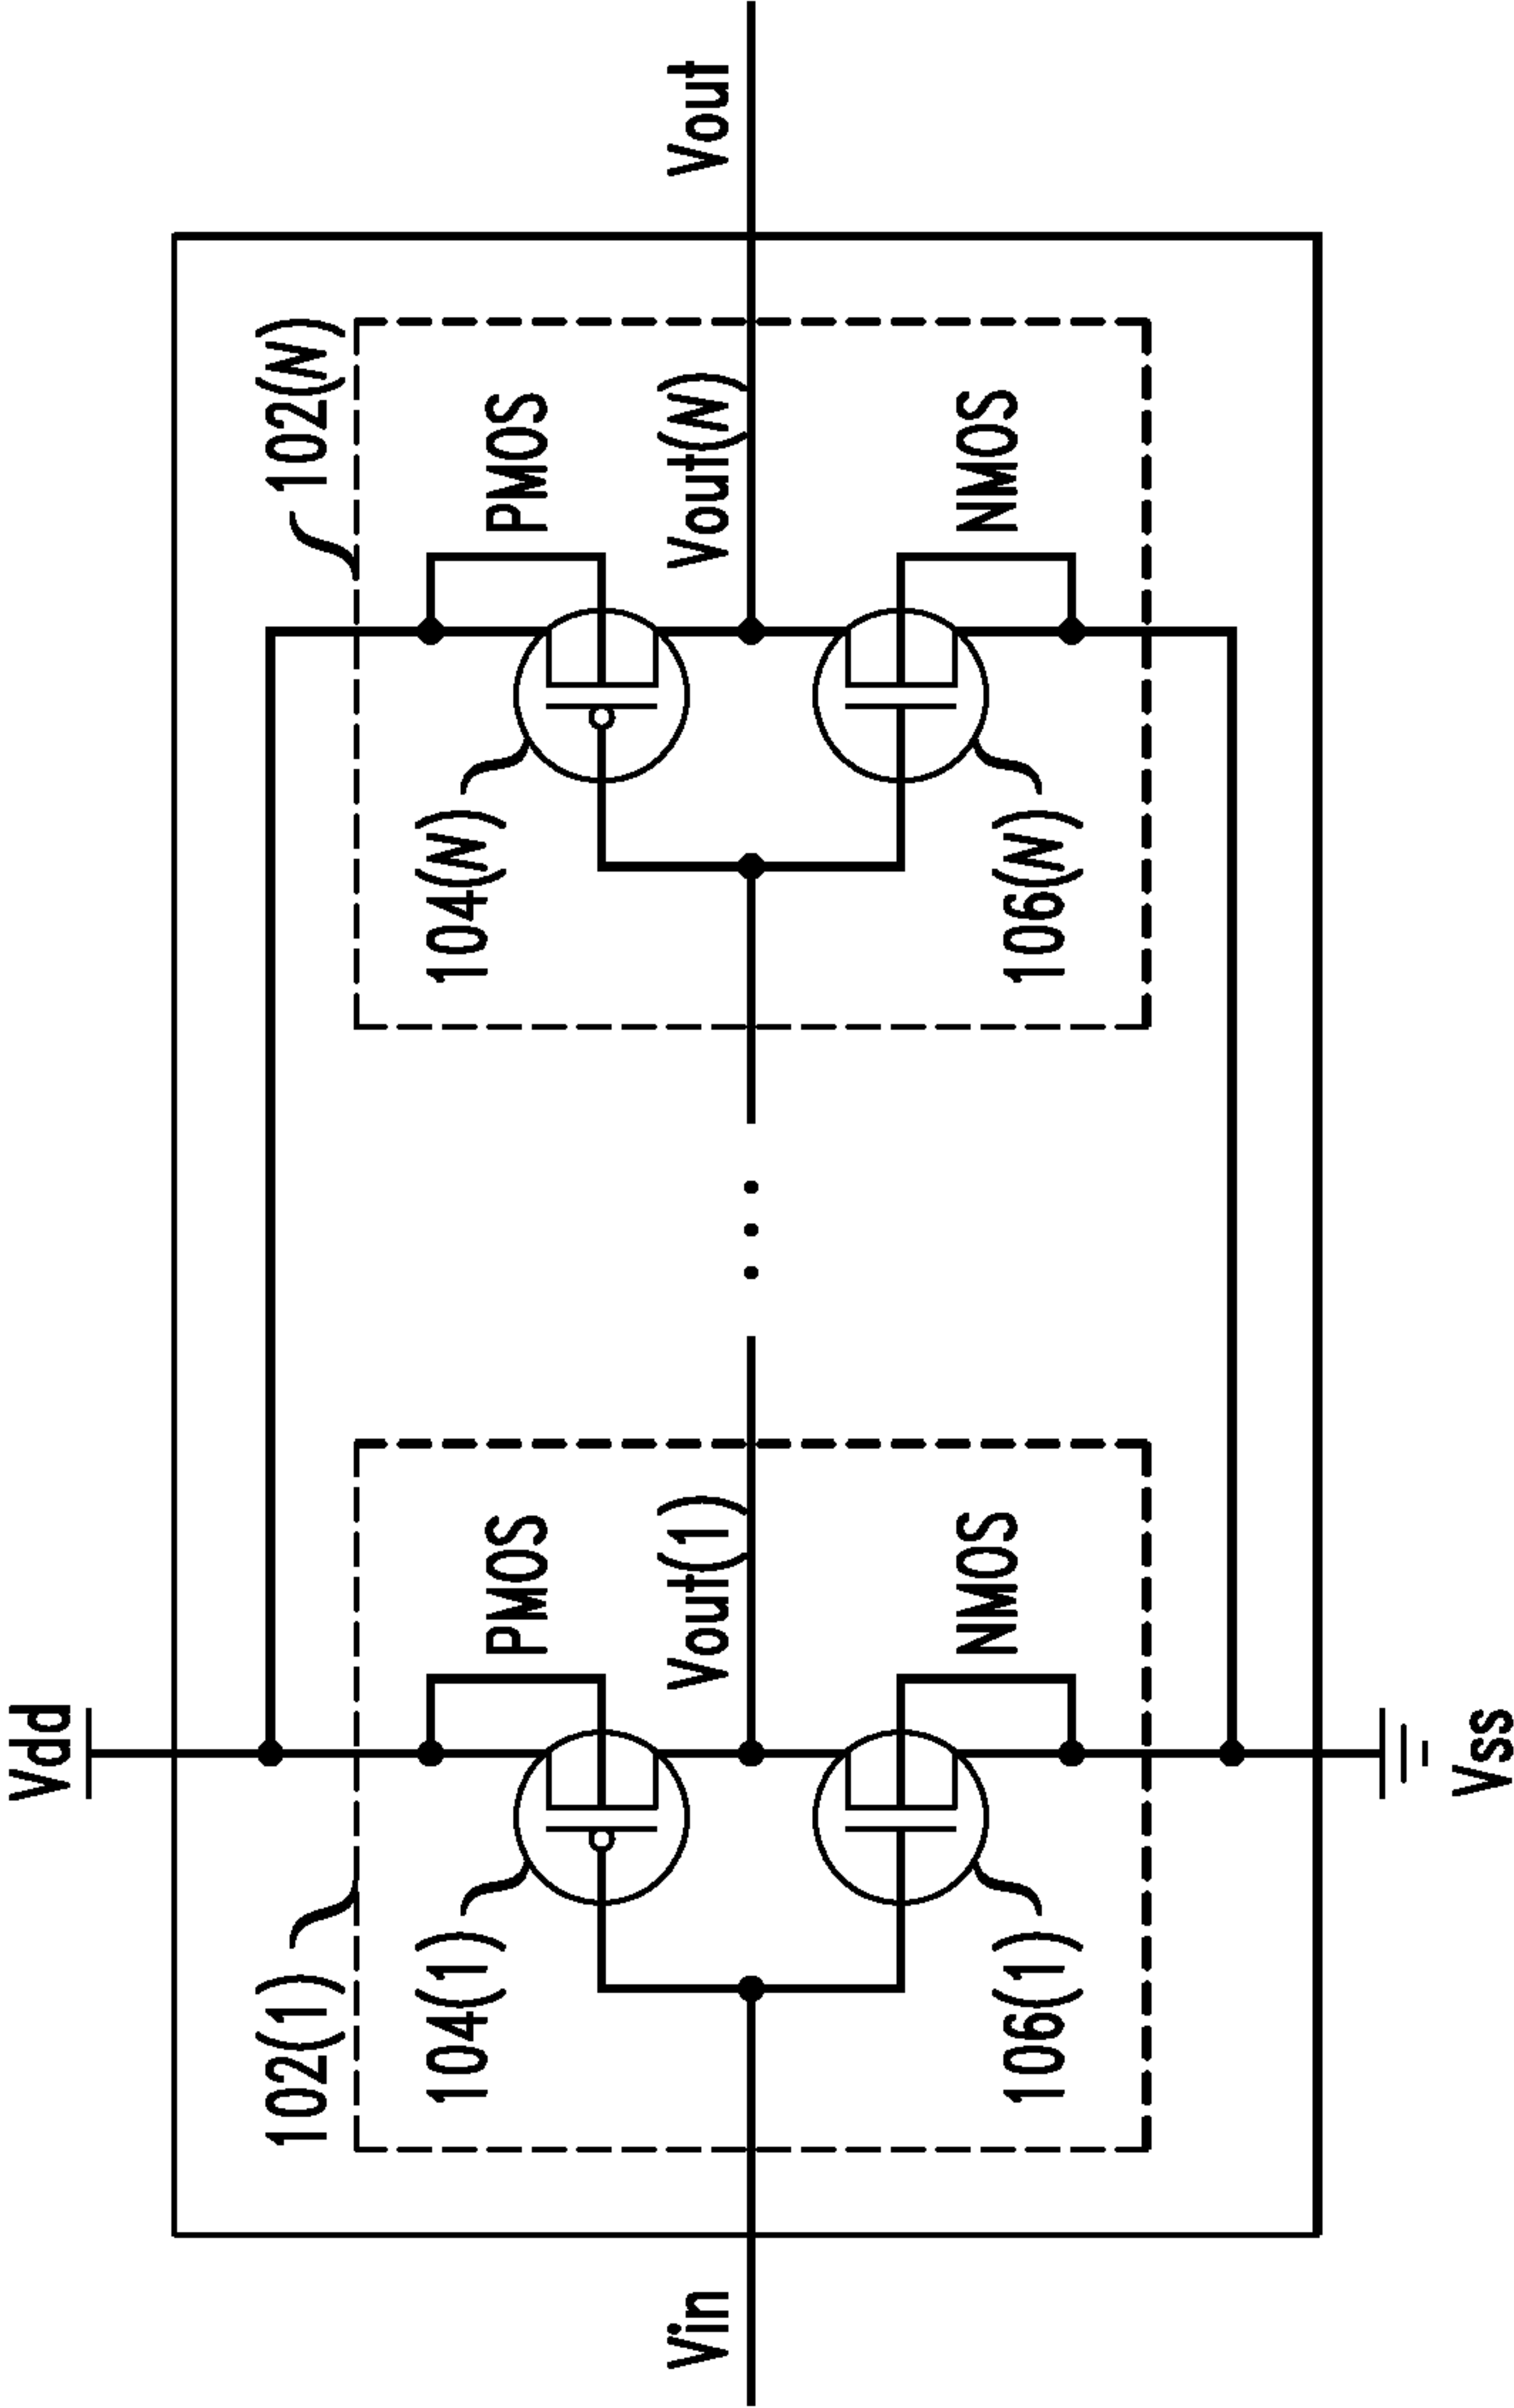 Vdd
102(1)
102(W)
104(1)
PMOS
104(W)
PMOS
Vin
Vout(1)
Vout(W)
Vout
106(1)
NMOS
106(W)
NMOS
Vss